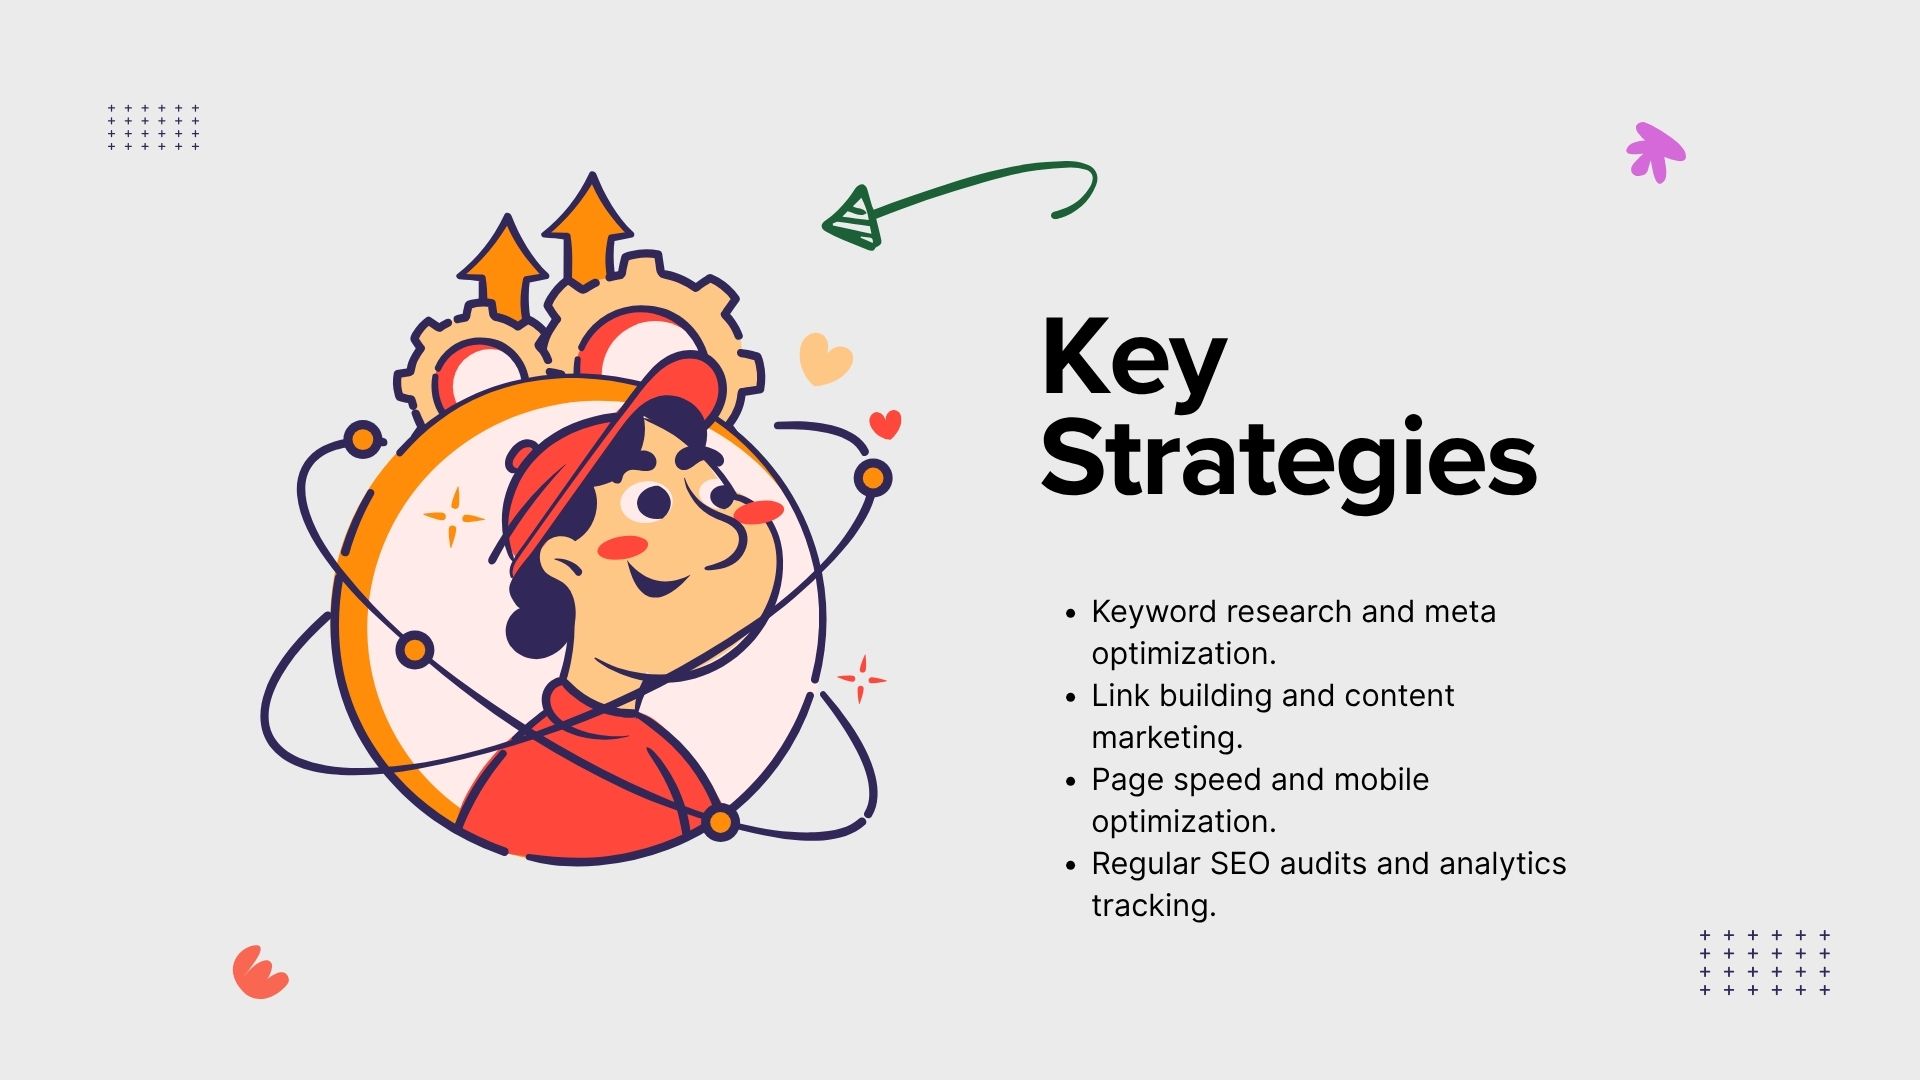 Key
Strategies
• Keyword research and meta
optimization.
• Link building and content
marketing.
• Page speed and mobile
optimization.
• Regular SEO audits and analytics
tracking.